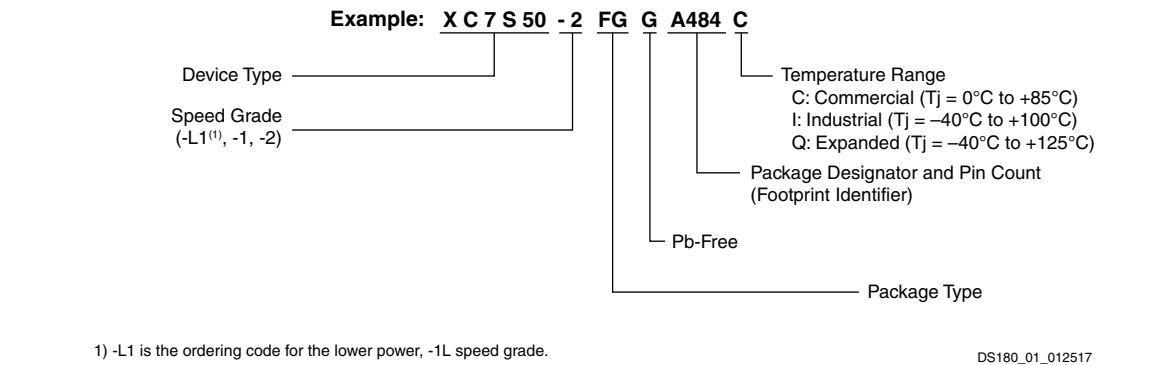 Example: X C 7 S 50 - 2 FG G A484 C
Device Type
Temperature Range
C: Commercial (Tj = 0°C to +85°C)
Speed Grade
I: Industrial (Tj = –40°C to +100°C)
(-L1(1), -1, -2)
Q: Expanded (Tj = –40°C to +125°C)
Package Designator and Pin Count
(Footprint Identifier)
Pb-Free
Package Type
1) -L1 is the ordering code for the lower power, -1L speed grade.
DS180_01_012517